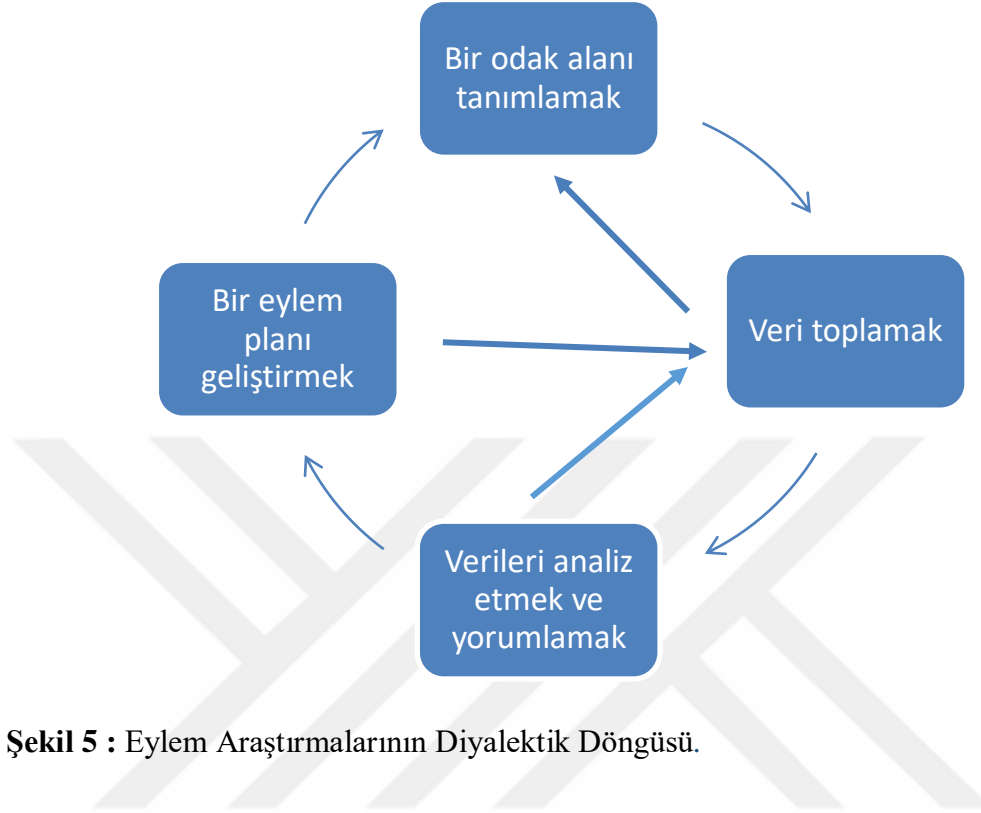 Bir odak alanı
tanımlamak
Bir eylem
planı
geliştirmek
Veri toplamak
Verileri analiz
etmek ve
yorumlamak
Şekil 5 : Eylem Araştırmalarının Diyalektik Döngüsü.